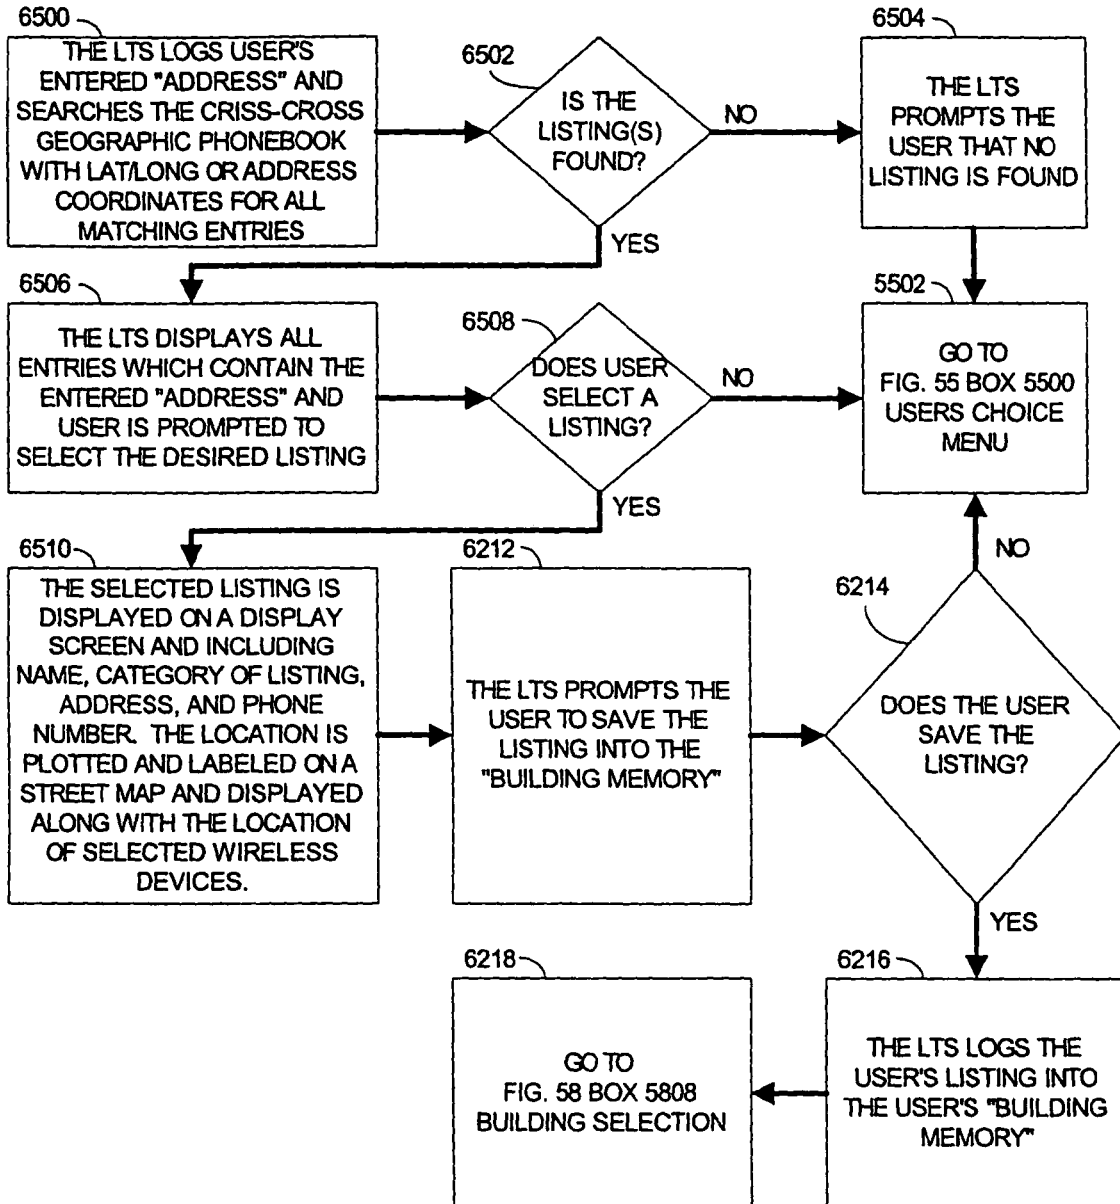 6500
THE LTS LOGS USER'S
ENTERED "ADDRESS" AND
SEARCHES THE CRISS-CROSS
GEOGRAPHIC PHONEBOOK
WITH LAT/LONG OR ADDRESS
COORDINATES FOR ALL
MATCHING ENTRIES
6502
IS THE
LISTING(S)
FOUND?
NO
YES
6504
THE LTS
PROMPTS THE
USER THAT NO
LISTING IS FOUND
6506
THE LTS DISPLAYS ALL
ENTRIES WHICH CONTAIN THE
ENTERED "ADDRESS" AND
USER IS PROMPTED TO
SELECT THE DESIRED LISTING
6508
DOES USER
SELECT A
LISTING?
NO
YES
5502
GO TO
FIG. 55 BOX 5500
USERS CHOICE
MENU
6510
THE SELECTED LISTING IS
DISPLAYED ON A DISPLAY
SCREEN AND INCLUDING
NAME, CATEGORY OF LISTING,
ADDRESS, AND PHONE
NUMBER. THE LOCATION IS
PLOTTED AND LABELED ON A
STREET MAP AND DISPLAYED
ALONG WITH THE LOCATION
OF SELECTED WIRELESS
DEVICES.
6212
THE LTS PROMPTS THE
USER TO SAVE THE
LISTING INTO THE
"BUILDING MEMORY"
6214
DOES THE USER
SAVE THE
LISTING?
NO
YES
6216
THE LTS LOGS THE
USER'S LISTING INTO
THE USER'S "BUILDING
MEMORY"
6218
GO TO
FIG. 58 BOX 5808
BUILDING SELECTION